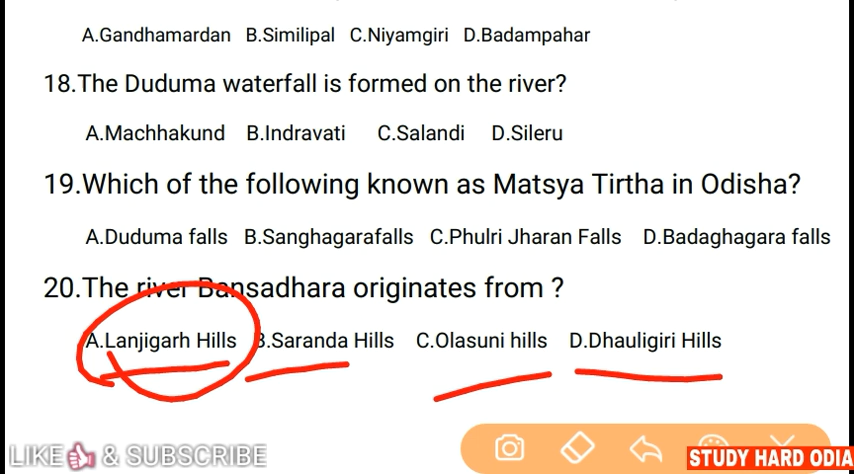 A.Gandhamardan B.Similipal C.Niyamgiri D.Badampahar
18.The Duduma waterfall is formed on the river?
A.Machhakund B.Indravati C.Salandi D.Sileru
19.Which of the following known as Matsya Tirtha in Odisha?
A.Duduma falls B.Sanghagarafalls C.Phulri Jharan Falls D.Badaghagara falls
20.The river Bansadhara originates from ?
A.Lanjigarh Hills B.Saranda Hills C.Olasuni hills D.Dhauligiri Hills
LIKE & SUBSCRIBE
STUDY HARD ODIA